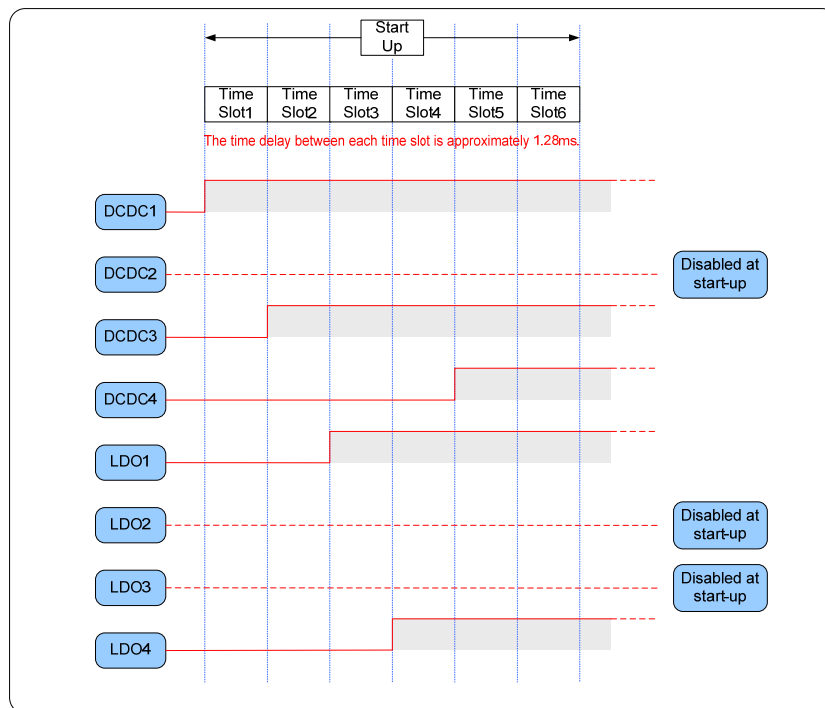 Start
Up
Time
Slot1
Time
Slot2
Time
Slot3
Time
Slot4
Time
Slot5
Time
Slot6
The time delay between each time slot is approximately 1.28ms.
DCDC1
DCDC2
Disabled at
start-up
DCDC3
DCDC4
LDO1
LDO2
Disabled at
start-up
LDO3
Disabled at
start-up
LDO4